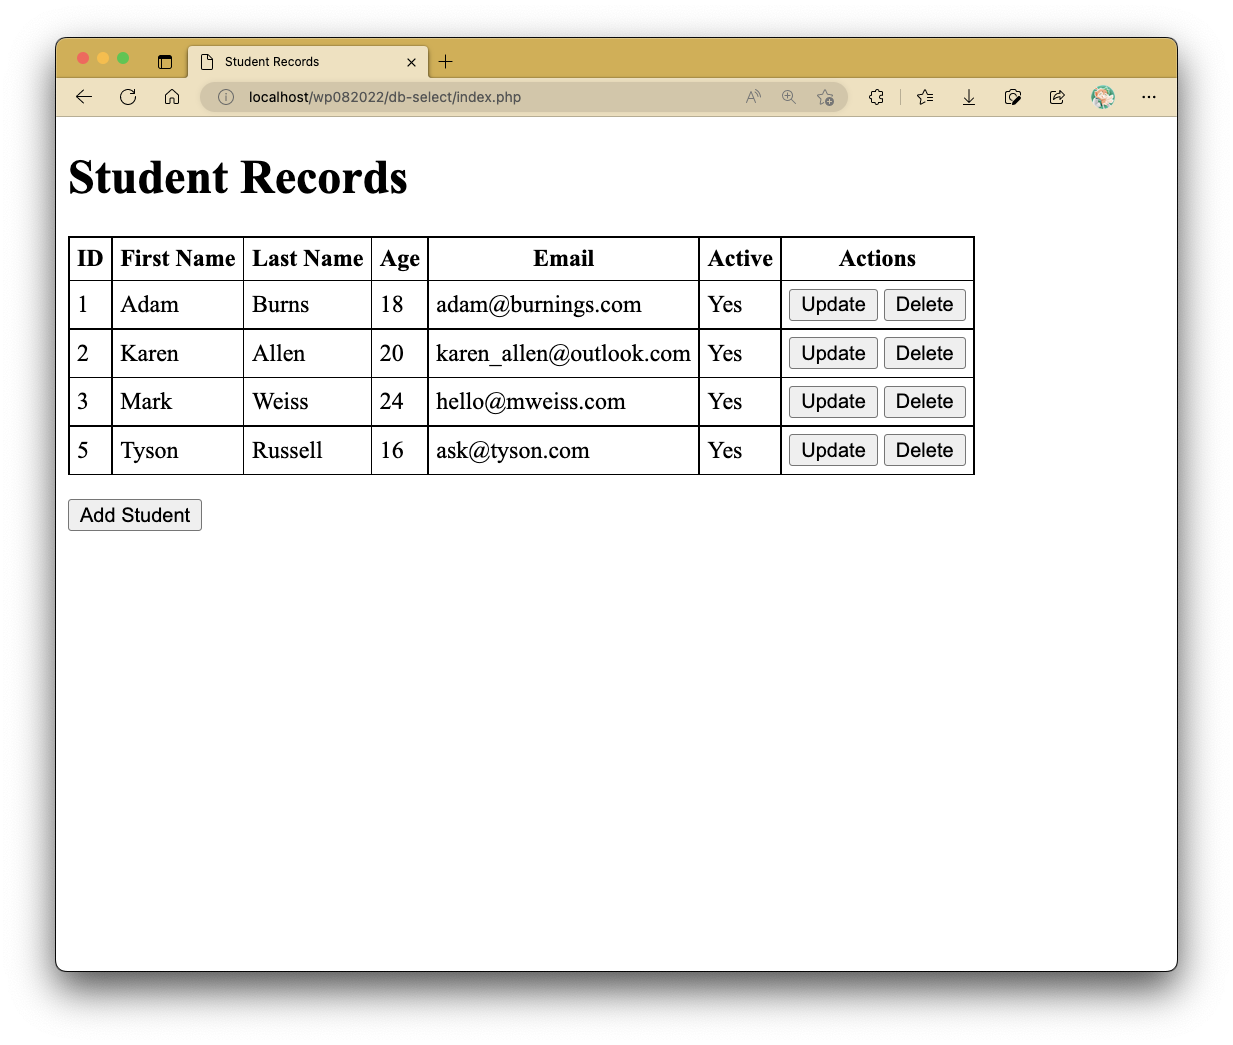 Student Records
localhost/wp082022/db-select/index.php
Student Records
ID First Name Last Name Age Email Active Actions
1 Adam Burns 18 adam@burnings.com Yes Update Delete
2 Karen Allen 20 karen_allen@outlook.com Yes Update Delete
3 Mark Weiss 24 hello@mweiss.com Yes Update Delete
5 Tyson Russell 16 ask@tyson.com Yes Update Delete
Add Student